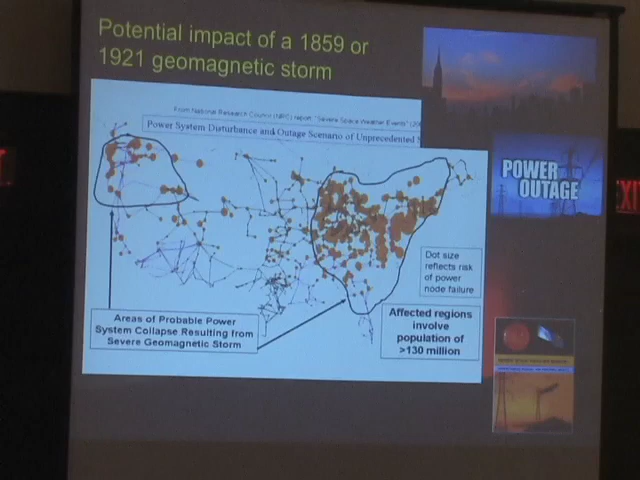 Potential impact of a 1859 or
1921 geomagnetic storm
From National Research Council (NRC) report "Severe Space Weather Events"
Power System Disturbance and Outage Scenario of Unprecedented
POWER
OUTAGE
Dot size
reflects risk
of power
node failure
Areas of Probable Power
System Collapse Resulting from
Severe Geomagnetic Storm
Affected regions
involve
population of
>130 million
EXIT